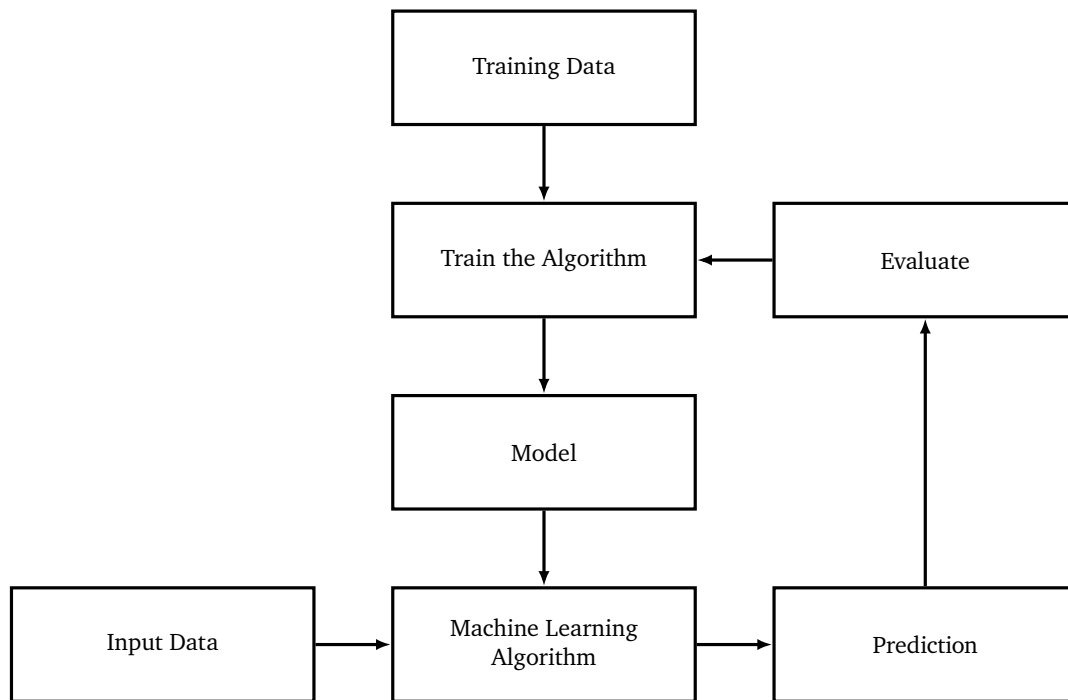 Training Data
Train the Algorithm
Evaluate
Model
Input Data
Machine Learning
Algorithm
Prediction